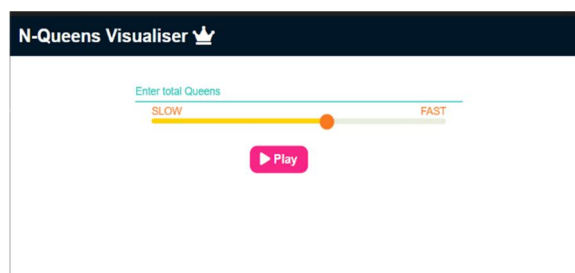 N-Queens Visualiser
Enter total Queens
SLOW FAST
Play